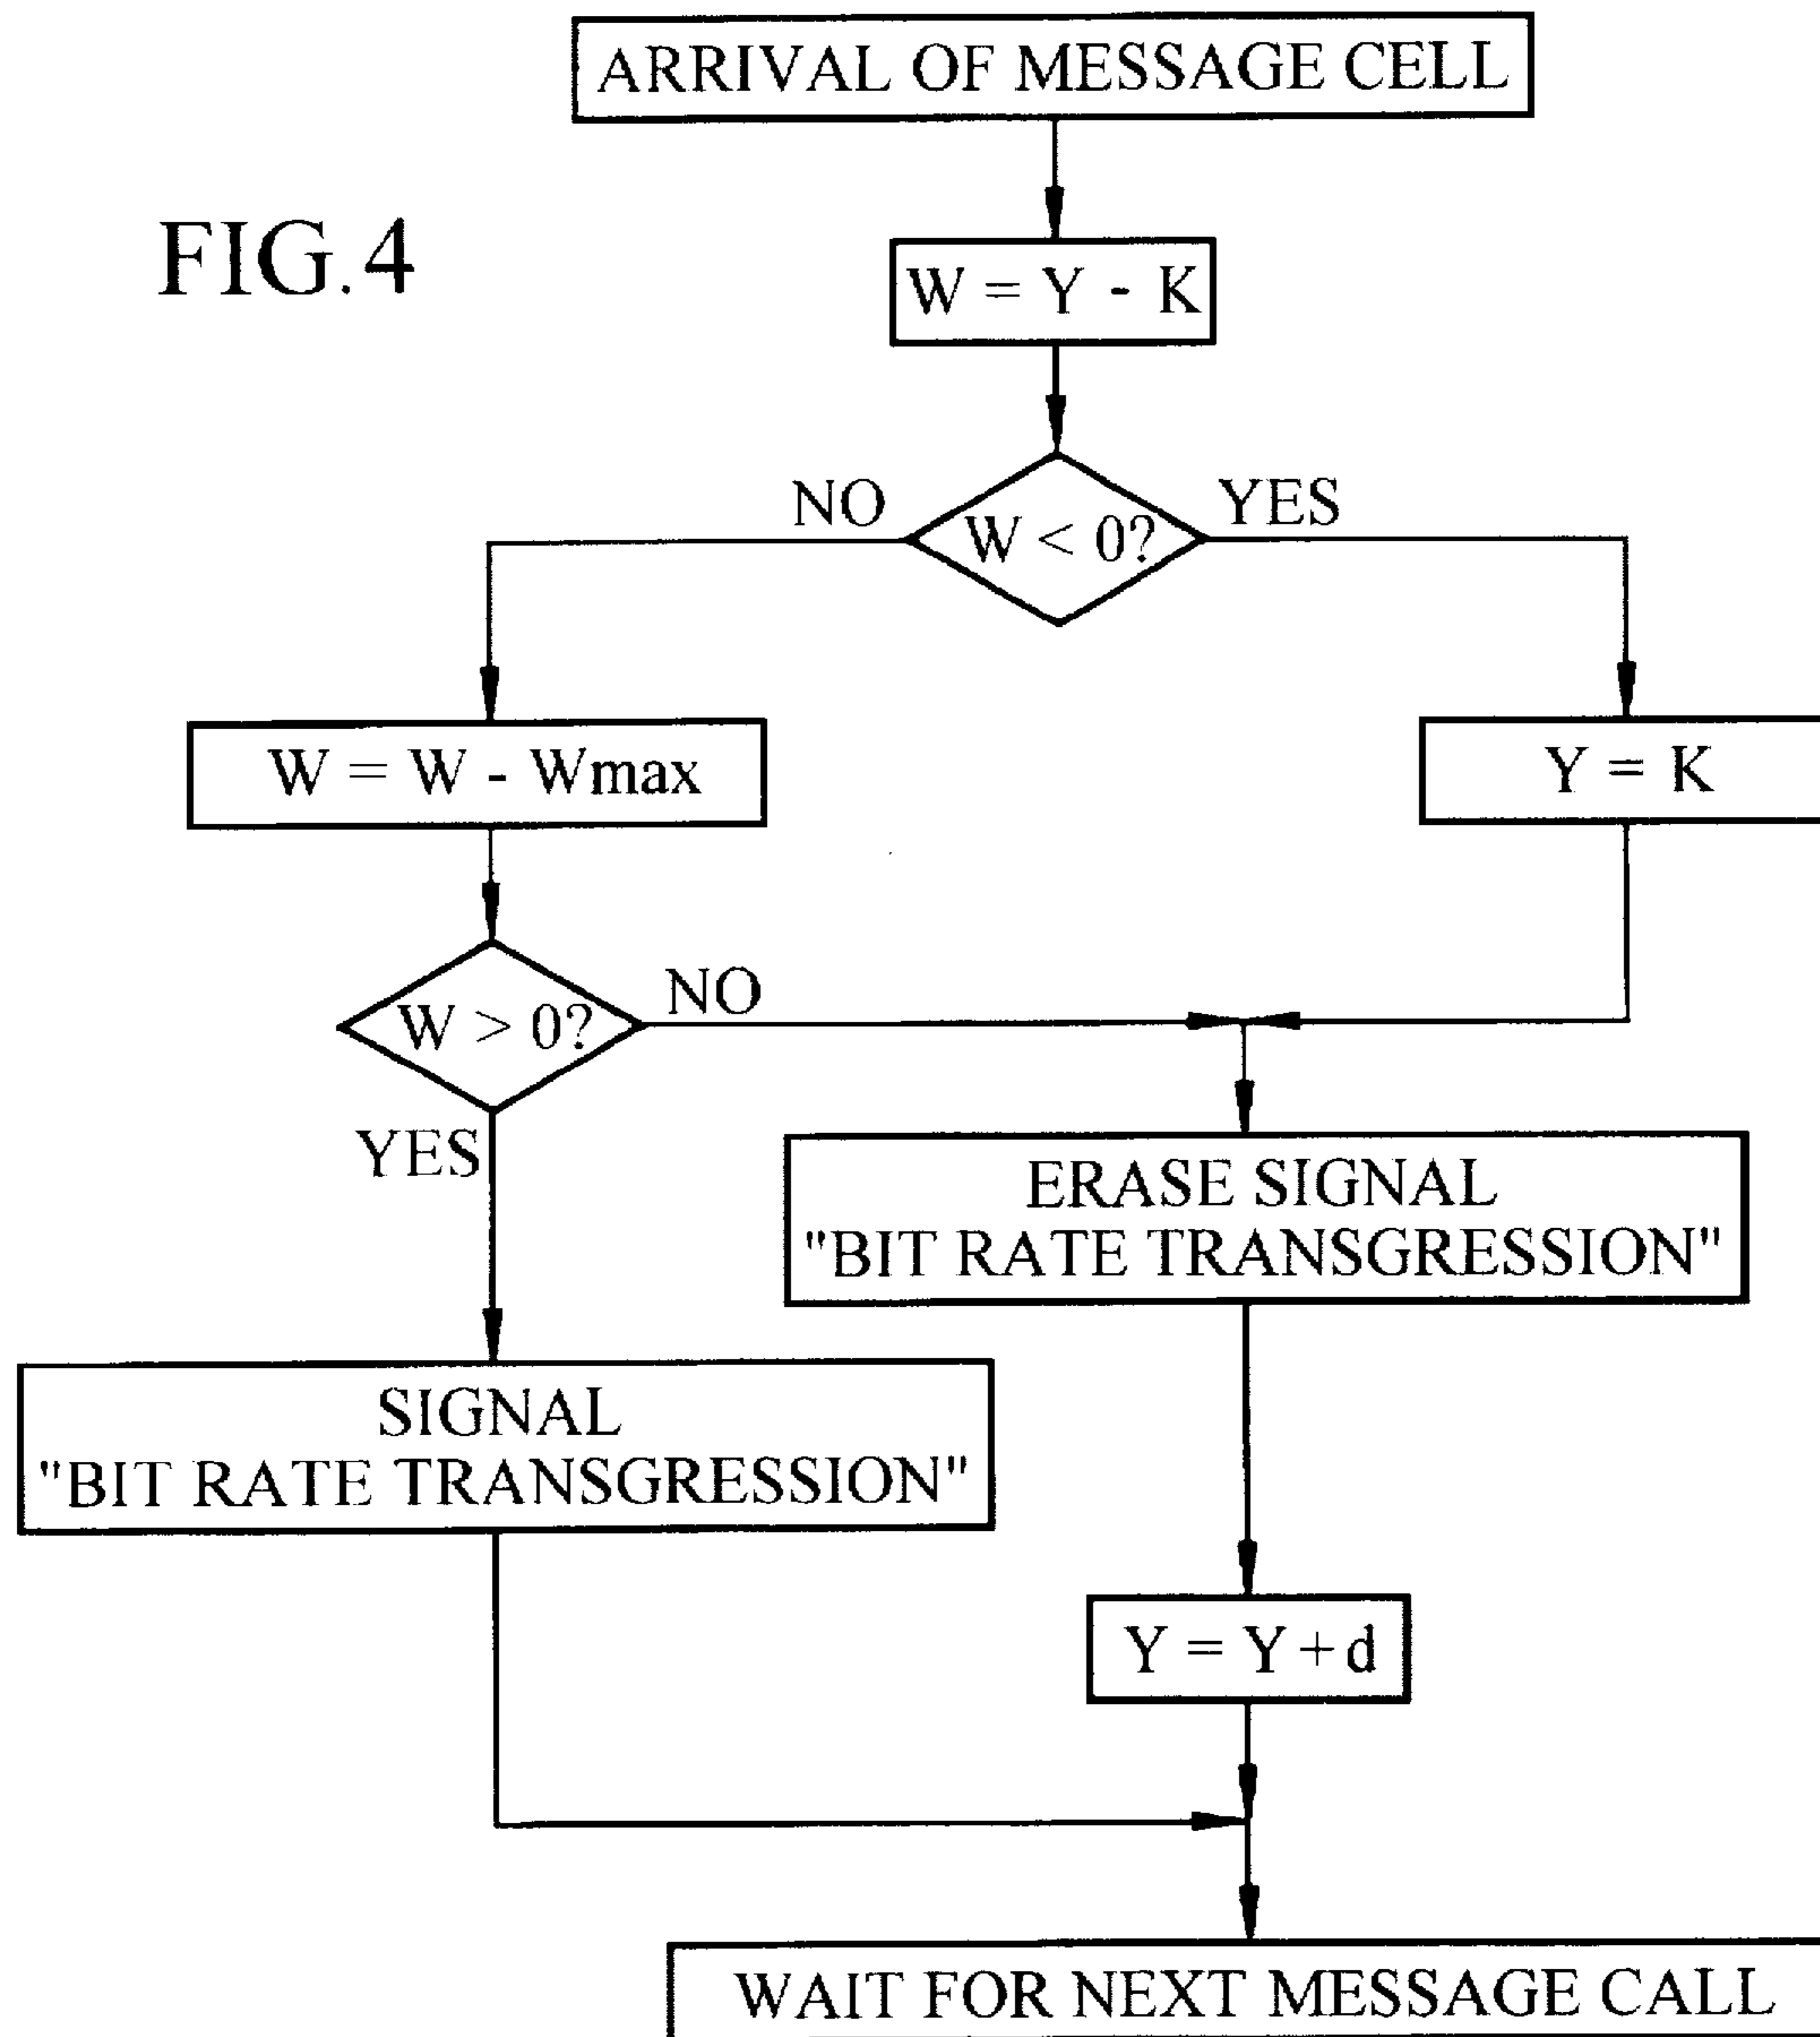 ARRIVAL OF MESSAGE CELL
FIG.4
W = Y - K
NO
YES
W < 0?
W = W - Wmax
Y = K
NO
W > 0?
YES
ERASE SIGNAL
"BIT RATE TRANSGRESSION"
SIGNAL
"BIT RATE TRANSGRESSION"
Y = Y + d
WAIT FOR NEXT MESSAGE CALL